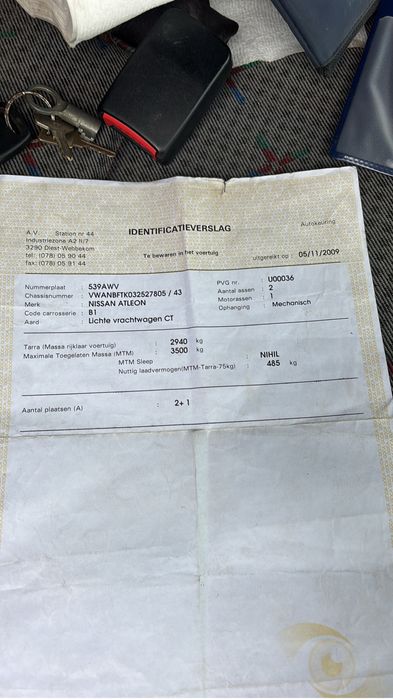 A.V. Station nr 44
Industriezone A2 II/7
3290 Diest-Webbekom
tel: (078) 05 90 44
fax: (078) 05 91 44
IDENTIFICATIEVERSLAG
Te bewaren in het voertuig
Autokeuring
uitgereikt op : 05/11/2009
Nummerplaat : 539AWV
Chassisnummer : VWANBFTK032527805 / 43
Merk : NISSAN ATLEON
Code carrosserie : B1
Aard : Lichte vrachtwagen CT
PVG nr. : U00036
Aantal assen : 2
Motorassen : 1
Ophanging : Mechanisch
Tarra (Massa rijklaar voertuig) : 2940 kg
Maximale Toegelaten Massa (MTM) : 3500 kg
MTM Sleep : NIHIL
Nuttig laadvermogen(MTM-Tarra-75kg) : 485 kg
Aantal plaatsen (A) : 2+1